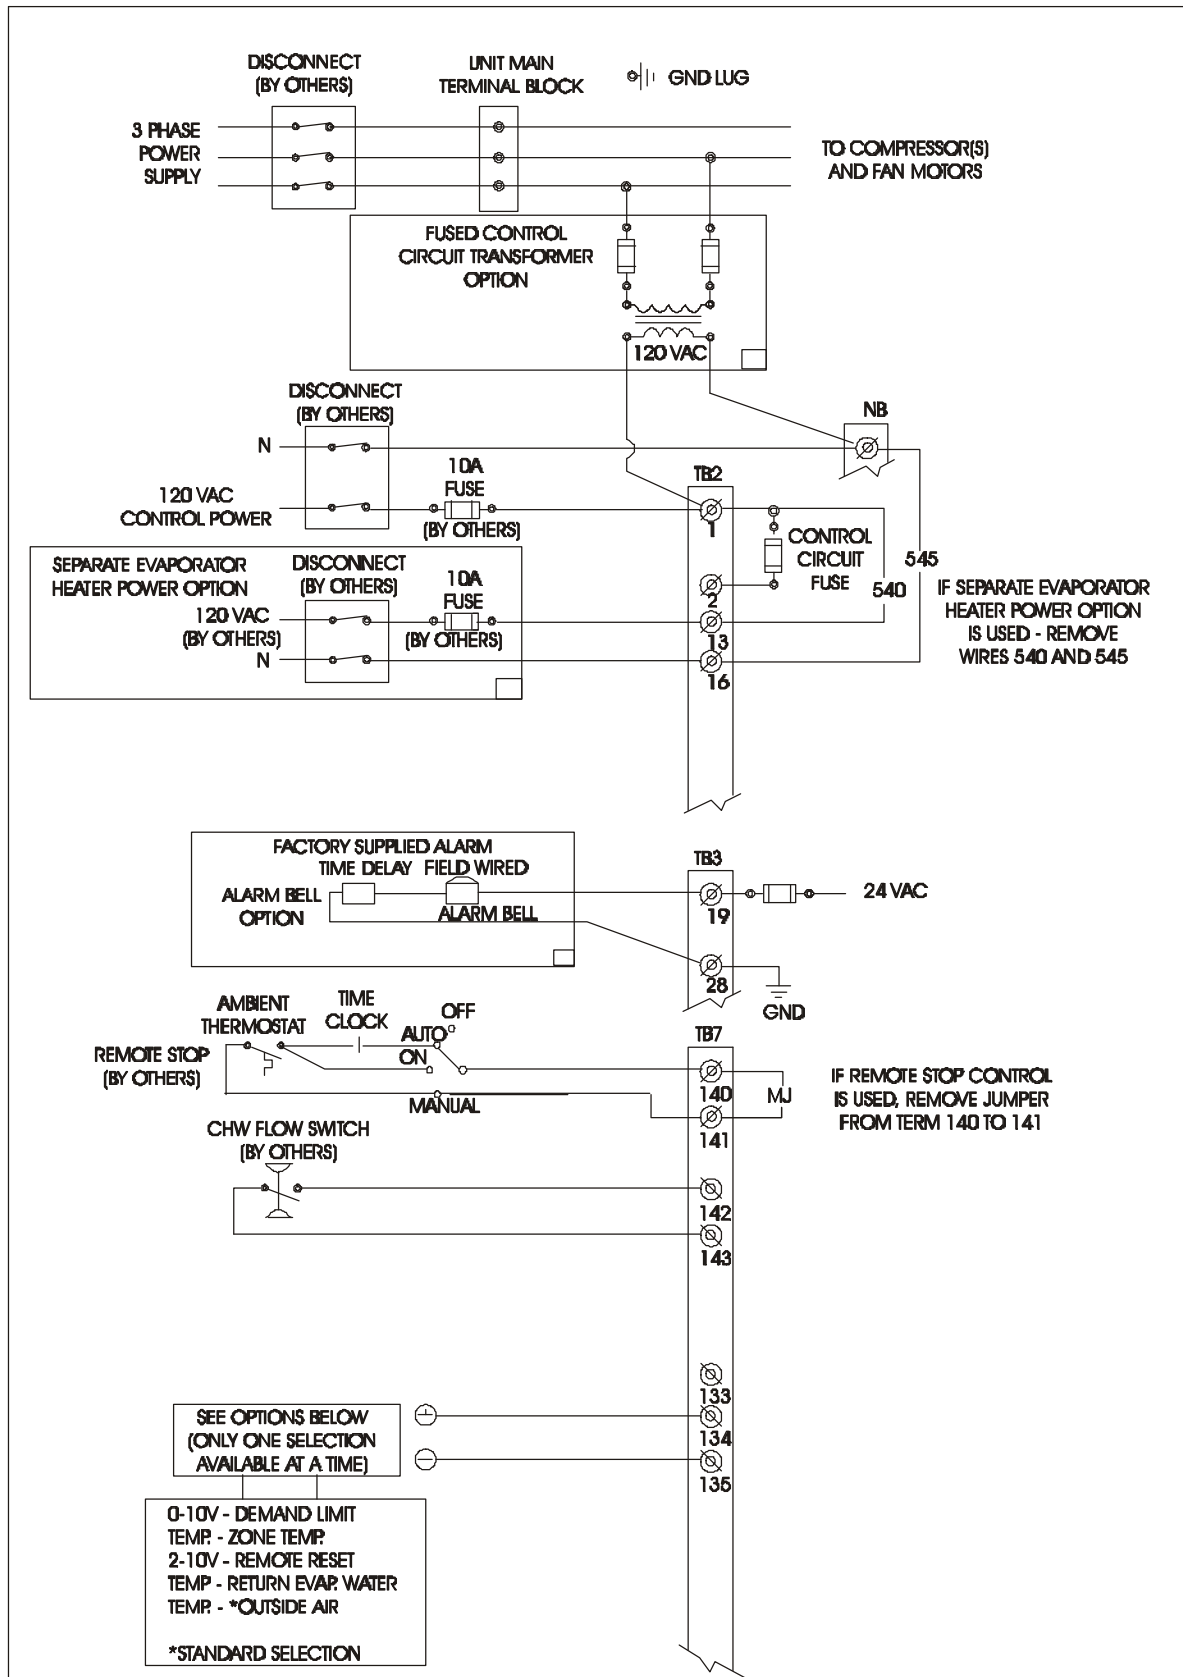 DISCONNECT
(BY OTHERS)
UNIT MAIN
TERMINAL BLOCK
GND LUG
3 PHASE
POWER
SUPPLY
TO COMPRESSOR(S)
AND FAN MOTORS
FUSED CONTROL
CIRCUIT TRANSFORMER
OPTION
120 VAC
DISCONNECT
(BY OTHERS)
NB
N
10A
FUSE
(BY OTHERS)
TB2
120 VAC
CONTROL POWER
1
CONTROL
CIRCUIT
FUSE
545
540
SEPARATE EVAPORATOR
HEATER POWER OPTION
DISCONNECT
(BY OTHERS)
10A
FUSE
(BY OTHERS)
2
120 VAC
(BY OTHERS)
N
13
16
IF SEPARATE EVAPORATOR
HEATER POWER OPTION
IS USED - REMOVE
WIRES 540 AND 545
FACTORY SUPPLIED ALARM
TIME DELAY FIELD WIRED
ALARM BELL
OPTION
ALARM BELL
TB3
19
24 VAC
28
GND
AMBIENT
THERMOSTAT
TIME
CLOCK
OFF
AUTO
ON
REMOTE STOP
(BY OTHERS)
MANUAL
TB7
140
MJ
141
IF REMOTE STOP CONTROL
IS USED, REMOVE JUMPER
FROM TERM 140 TO 141
CHW FLOW SWITCH
(BY OTHERS)
142
143
133
134
135
SEE OPTIONS BELOW
(ONLY ONE SELECTION
AVAILABLE AT A TIME)
0-10V - DEMAND LIMIT
TEMP. - ZONE TEMP.
2-10V - REMOTE RESET
TEMP - RETURN EVAP. WATER
TEMP. - *OUTSIDE AIR
*STANDARD SELECTION